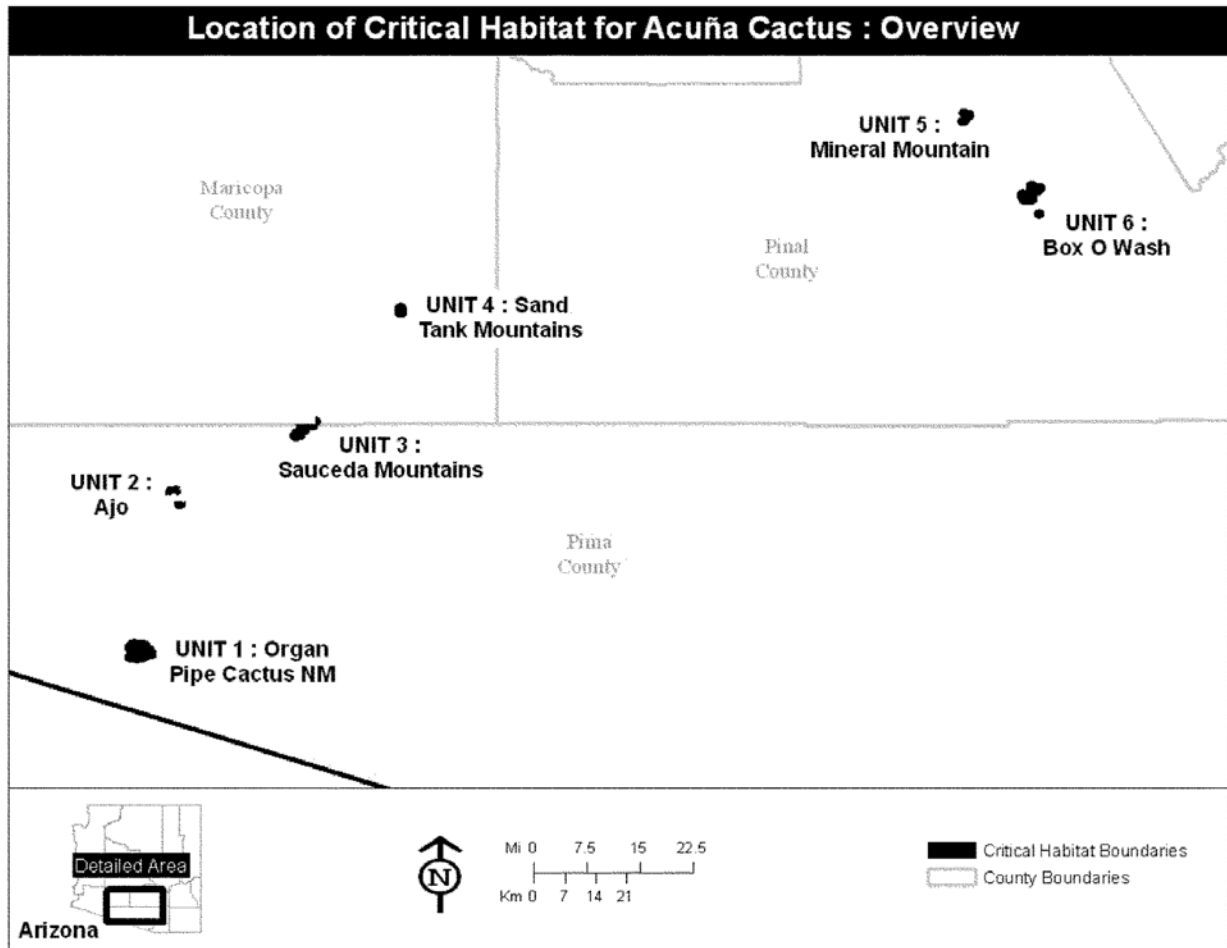 Location of Critical Habitat for Acuña Cactus : Overview
UNIT 5 :
Mineral Mountain
Maricopa
County
UNIT 6 :
Box O Wash
Pinal
County
UNIT 4 : Sand
Tank Mountains
UNIT 3 :
Sauceda Mountains
UNIT 2 :
Ajo
Pima
County
UNIT 1 : Organ
Pipe Cactus NM
Detailed Area
Arizona
N
Mi 0 7.5 15 22.5
Km 0 7 14 21
Critical Habitat Boundaries
County Boundaries